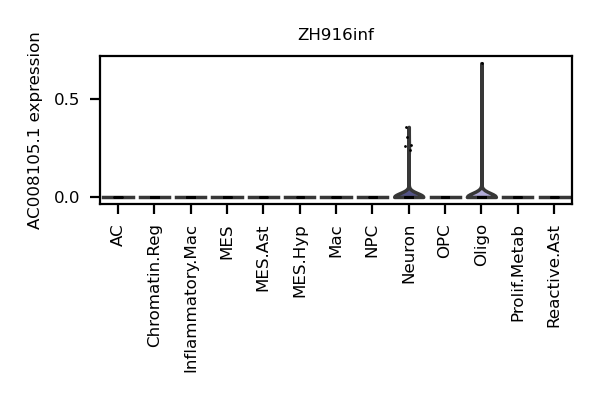 ZH916inf
AC008105.1 expression
0.5
0.0
AC
Chromatin.Reg
Inflammatory.Mac
MES
MES.Ast
MES.Hyp
Mac
NPC
Neuron
OPC
Oligo
Prolif.Metab
Reactive.Ast